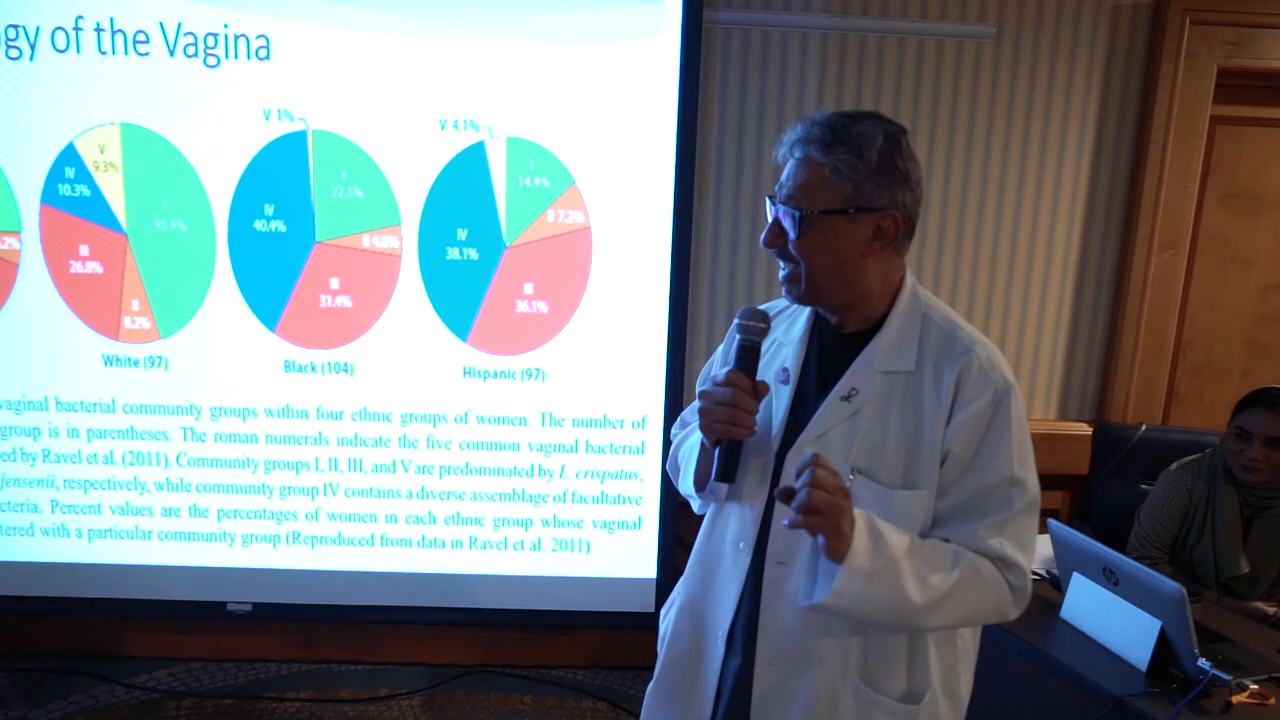 gy of the Vagina
V 1%
V 4.1%
V
9.3%
IV
10.3%
I
45.4%
III
26.8%
II
8.2%
I
22.1%
IV
40.4%
II 4.8%
III
31.4%
I
14.4%
II 7.2%
IV
38.1%
III
36.1%
.2%
White (97)
Black (104)
Hispanic (97)
vaginal bacterial community groups within four ethnic groups of women. The number of
group is in parentheses. The roman numerals indicate the five common vaginal bacterial
ed by Ravel et al. (2011). Community groups I, II, III, and V are predominated by L. crispatus,
jensenii, respectively, while community group IV contains a diverse assemblage of facultative
cteria. Percent values are the percentages of women in each ethnic group whose vaginal
tered with a particular community group (Reproduced from data in Ravel et al. 2011)
hp